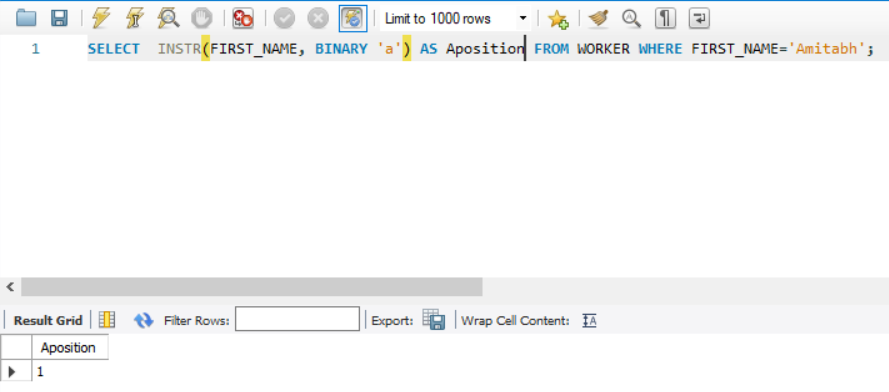 Limit to 1000 rows
1 SELECT INSTR(FIRST_NAME, BINARY 'a') AS Aposition FROM WORKER WHERE FIRST_NAME='Amitabh';
Result Grid Filter Rows: Export: Wrap Cell Content:
Aposition
1